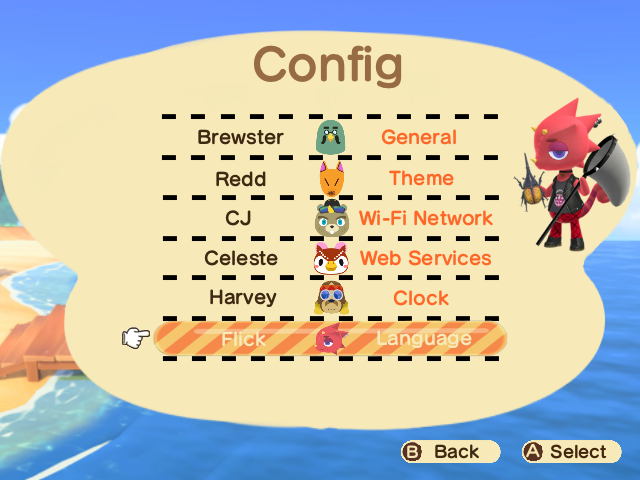 Config
Brewster General
Redd Theme
CJ Wi-Fi Network
Celeste Web Services
Harvey Clock
Flick Language
B Back A Select